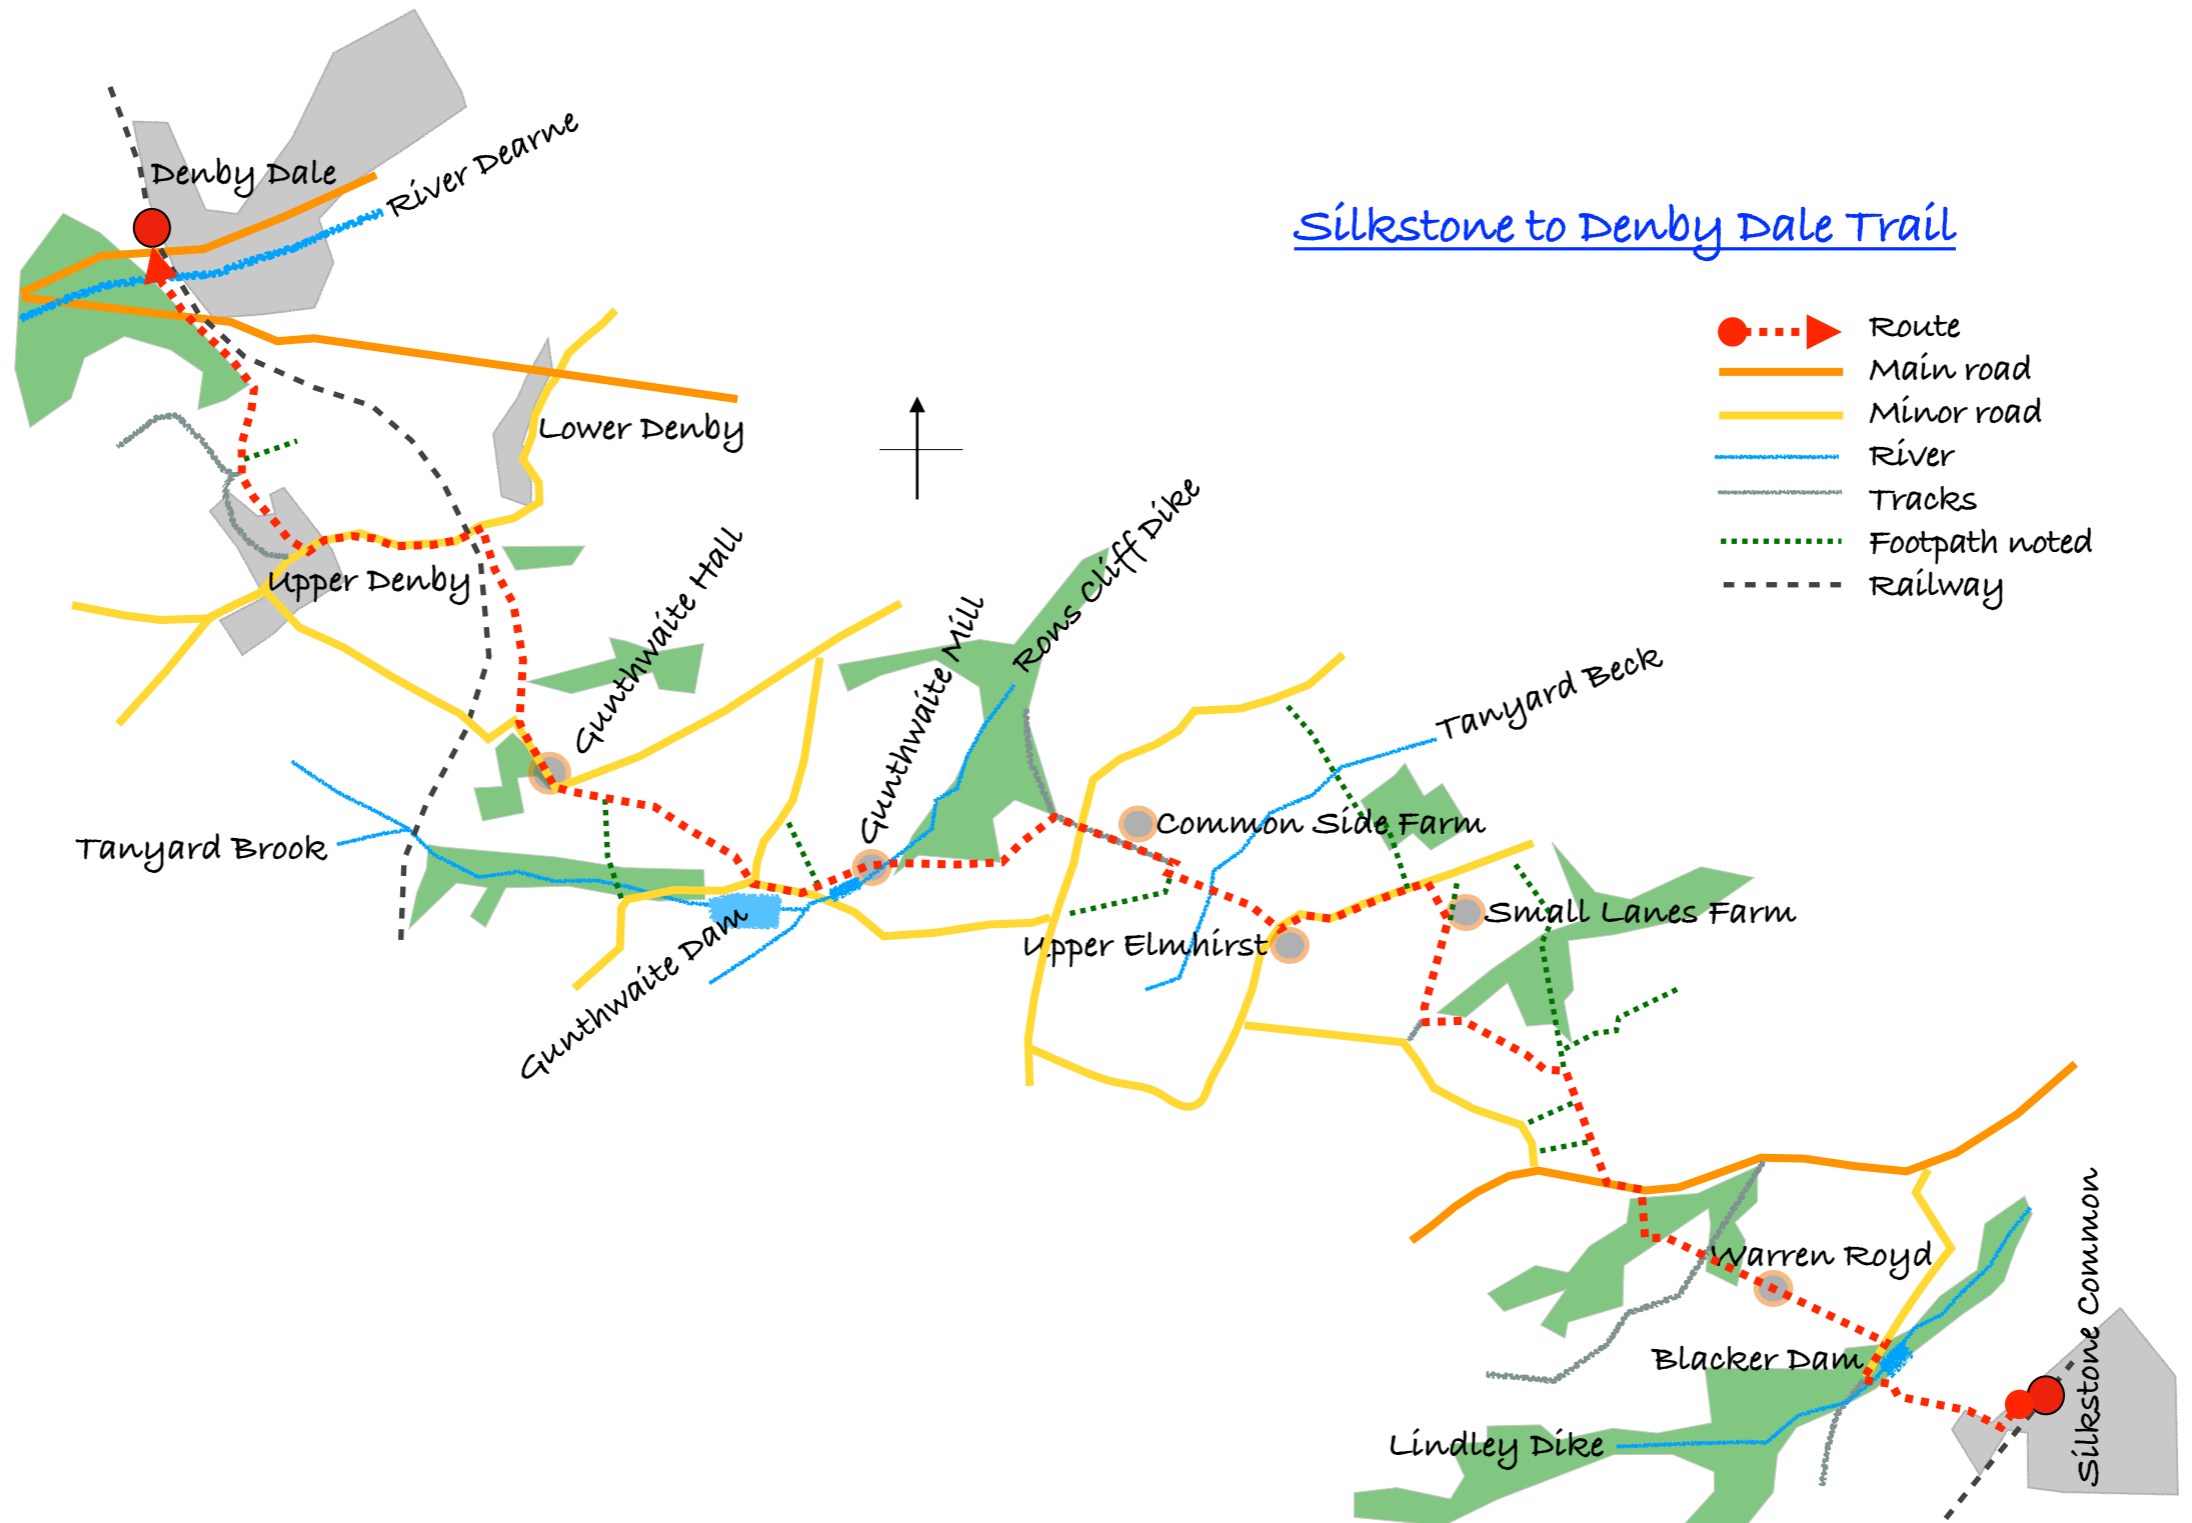 Denby Dale
River Dearne
Silkstone to Denby Dale Trail
Route
Main road
Minor road
River
Tracks
Footpath noted
Railway
Lower Denby
Upper Denby
Gunthwaite Hall
Gunthwaite Mill
Rons Cliff Dike
Tanyard Beck
Tanyard Brook
Common Side Farm
Gunthwaite Dam
Upper Elmhirst
Small Lanes Farm
Warren Royd
Blacker Dam
Lindley Dike
Silkstone Common